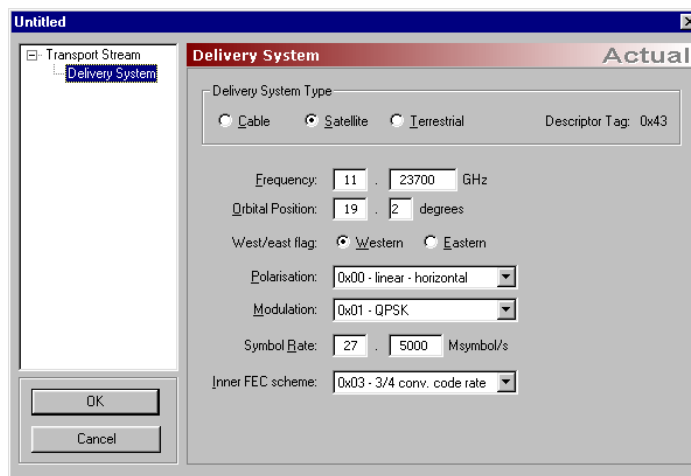 Untitled
Transport Stream
Delivery System
Delivery System
Actual
Delivery System Type
Cable Satellite Terrestrial Descriptor Tag: 0x43
Frequency: 11 . 23700 GHz
Orbital Position: 19 . 2 degrees
West/east flag: Western Eastern
Polarisation: 0x00 - linear - horizontal
Modulation: 0x01 - QPSK
Symbol Rate: 27 . 5000 Msymbol/s
Inner FEC scheme: 0x03 - 3/4 conv. code rate
OK
Cancel